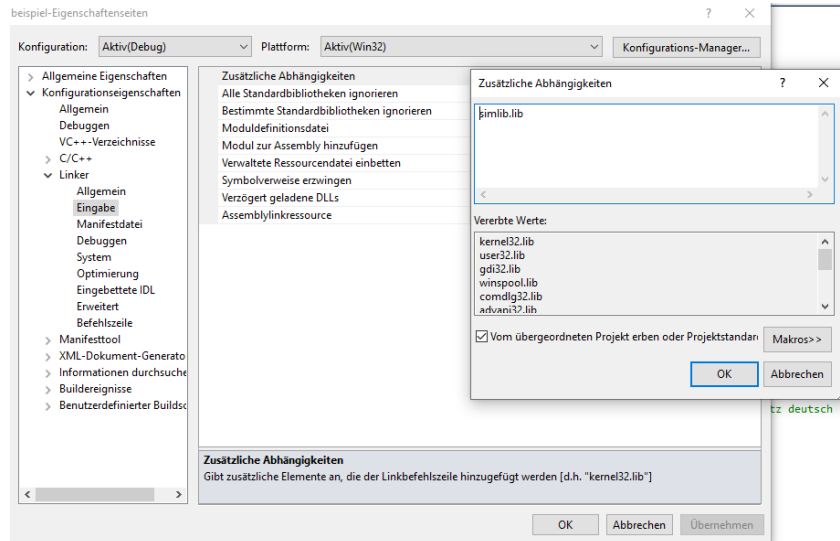 beispiel-Eigenschaftenseiten
Konfiguration: Aktiv(Debug) Plattform: Aktiv(Win32) Konfigurations-Manager...
Allgemeine Eigenschaften
Konfigurationseigenschaften
Allgemein
Debuggen
VC++-Verzeichnisse
C/C++
Linker
Allgemein
Eingabe
Manifestdatei
Debuggen
System
Optimierung
Eingebettete IDL
Erweitert
Befehlszeile
Manifesttool
XML-Dokument-Generato
Informationen durchsuche
Buildereignisse
Benutzerdefinierter Buildsc
Zusätzliche Abhängigkeiten
Alle Standardbibliotheken ignorieren
Bestimmte Standardbibliotheken ignorieren
Moduldefinitionsdatei
Modul zur Assembly hinzufügen
Verwaltete Ressourcendatei einbetten
Symbolverweise erzwingen
Verzögert geladene DLLs
Assemblylinkressource
Zusätzliche Abhängigkeiten
Gibt zusätzliche Elemente an, die der Linkbefehlszeile hinzugefügt werden [d.h. "kernel32.lib"]
OK Abbrechen Übernehmen
Zusätzliche Abhängigkeiten
simlib.lib
Vererbte Werte:
kernel32.lib
user32.lib
gdi32.lib
winspool.lib
comdlg32.lib
advapi32.lib
Vom übergeordneten Projekt erben oder Projektstandar Makros>>
OK Abbrechen
tz deutsch